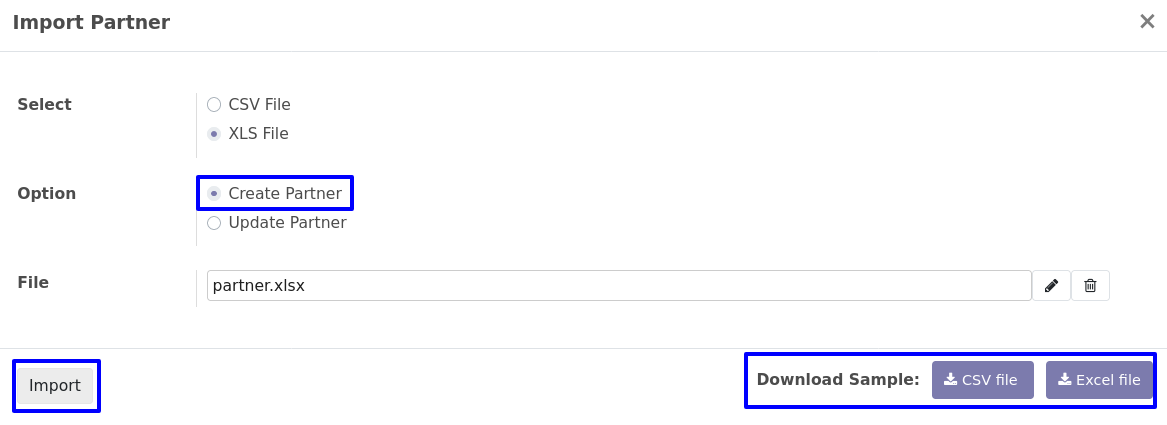 Import Partner
×
Select
CSV File
XLS File
Option
Create Partner
Update Partner
File
partner.xlsx
Import
Download Sample: CSV file Excel file